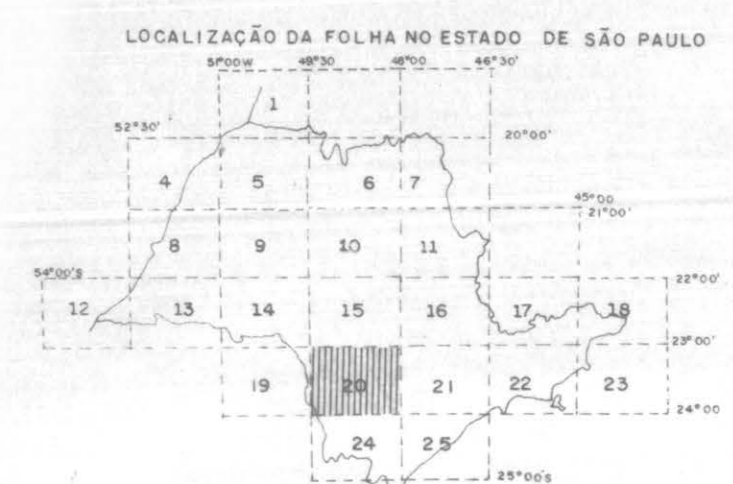 LOCALIZAÇÃO DA FOLHA NO ESTADO DE SÃO PAULO
51°00W 49°30 48°00 46°30'
1
52°30' 20°00'
4 5 6 7
45°00
21°00'
8 9 10 11
54°00'S 22°00'
12 13 14 15 16 17 18
23°00'
19 20 21 22 23
24°00
24 25
25°00'S